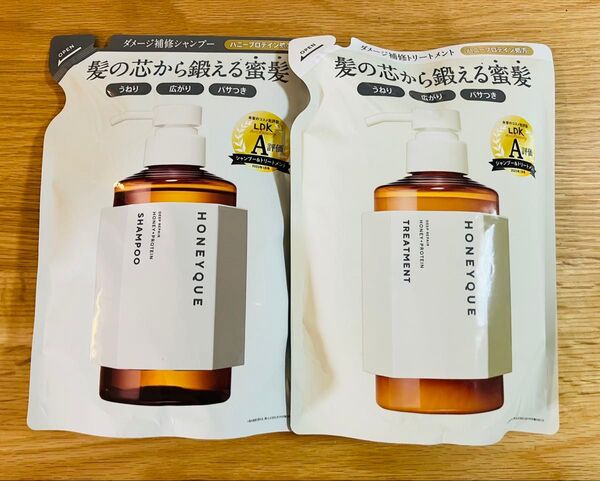 OPEN
ダメージ補修シャンプー
ハニープロテイン処方
髪の芯から鍛える蜜髪
うねり
広がり
パサつき
LDK
A評価
シャンプー&トリートメント
HONEYQUE
DEEP REPAIR
HONEY+PROTEIN
SHAMPOO
OPEN
ダメージ補修トリートメント
ハニープロテイン処方
髪の芯から鍛える蜜髪
うねり
広がり
パサつき
LDK
A評価
シャンプー&トリートメント
HONEYQUE
DEEP REPAIR
HONEY+PROTEIN
TREATMENT